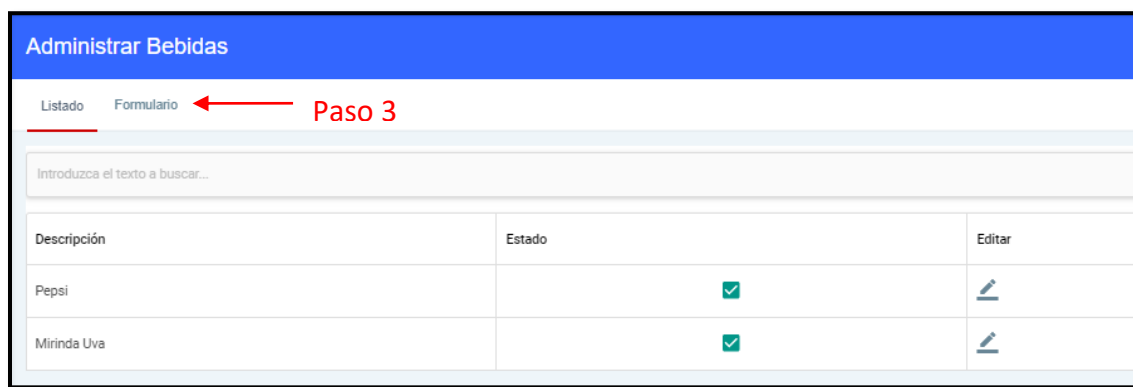 Administrar Bebidas
Listado Formulario Paso 3
Introduzca el texto a buscar...
Descripción Estado Editar
Pepsi
Mirinda Uva